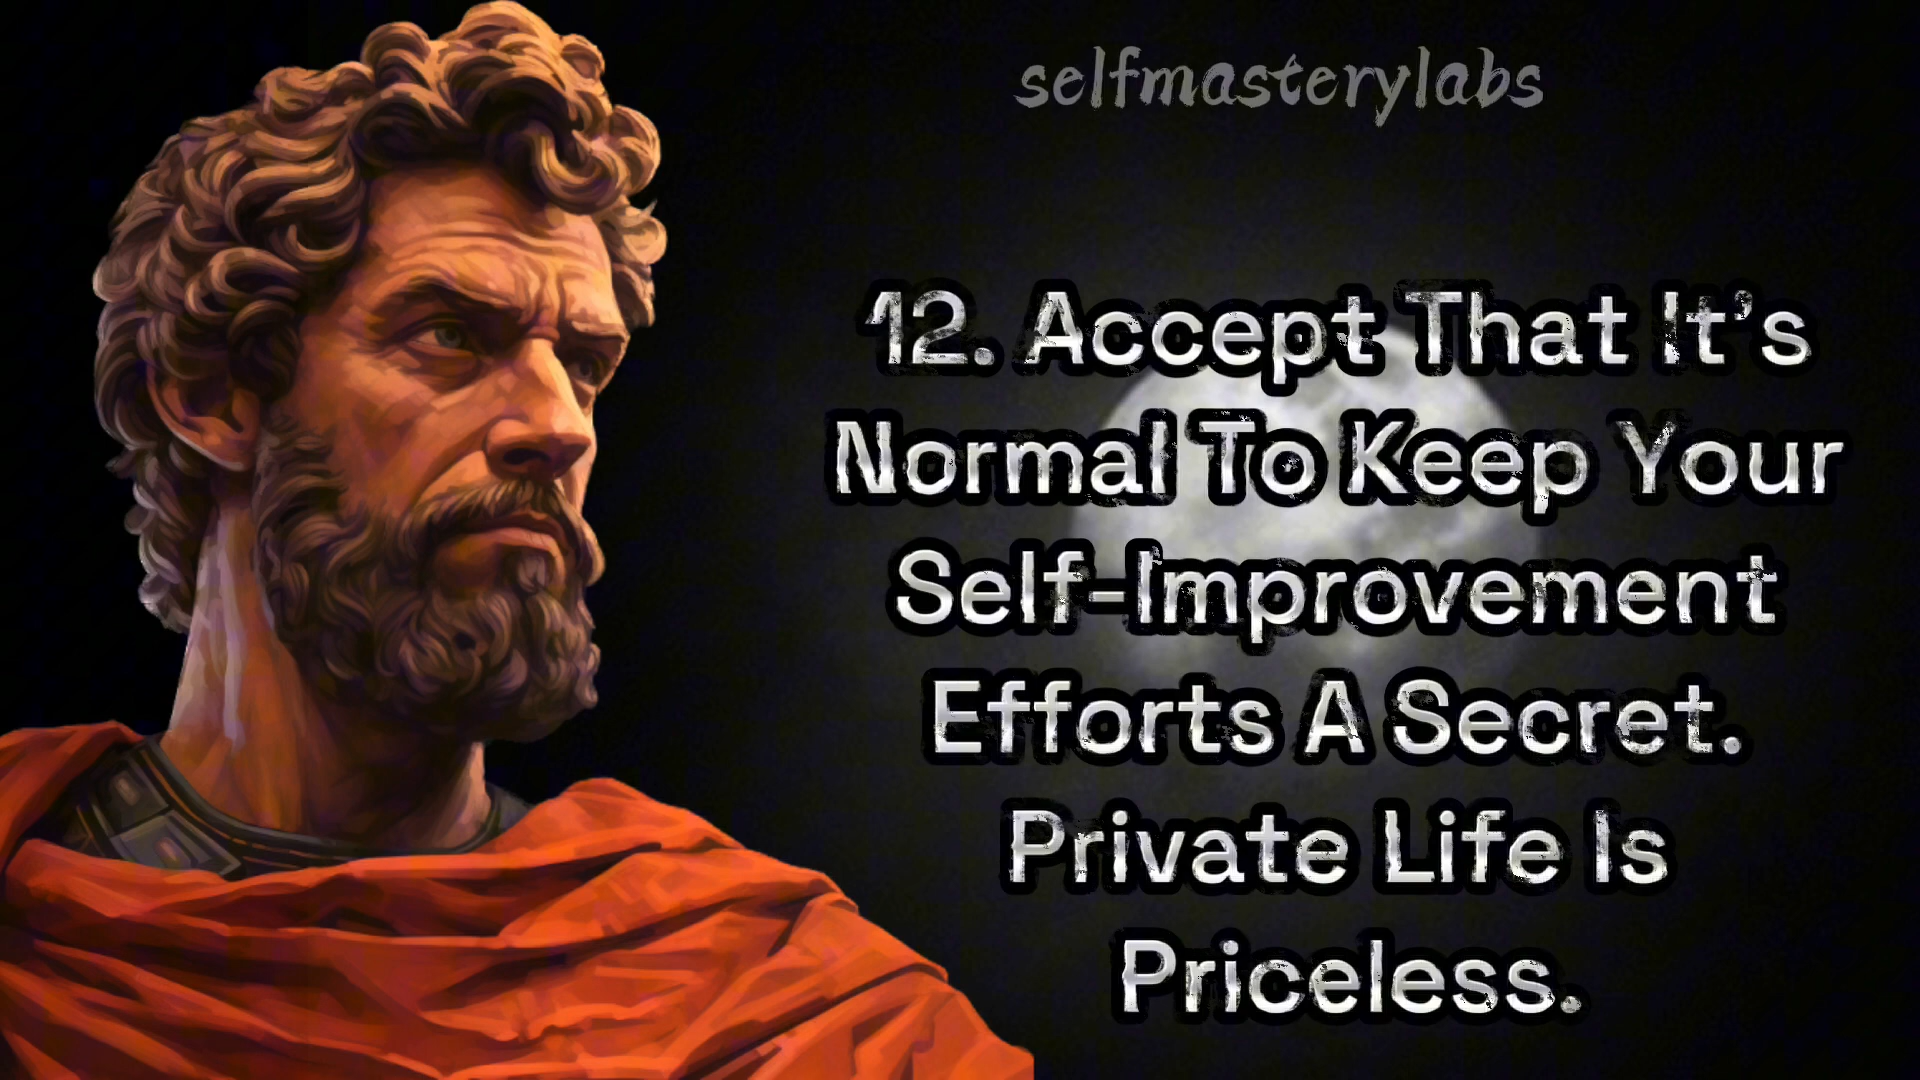 selfmasterylabs
12. Accept That It's
Normal To Keep Your
Self-Improvement
Efforts A Secret.
Private Life Is
Priceless.